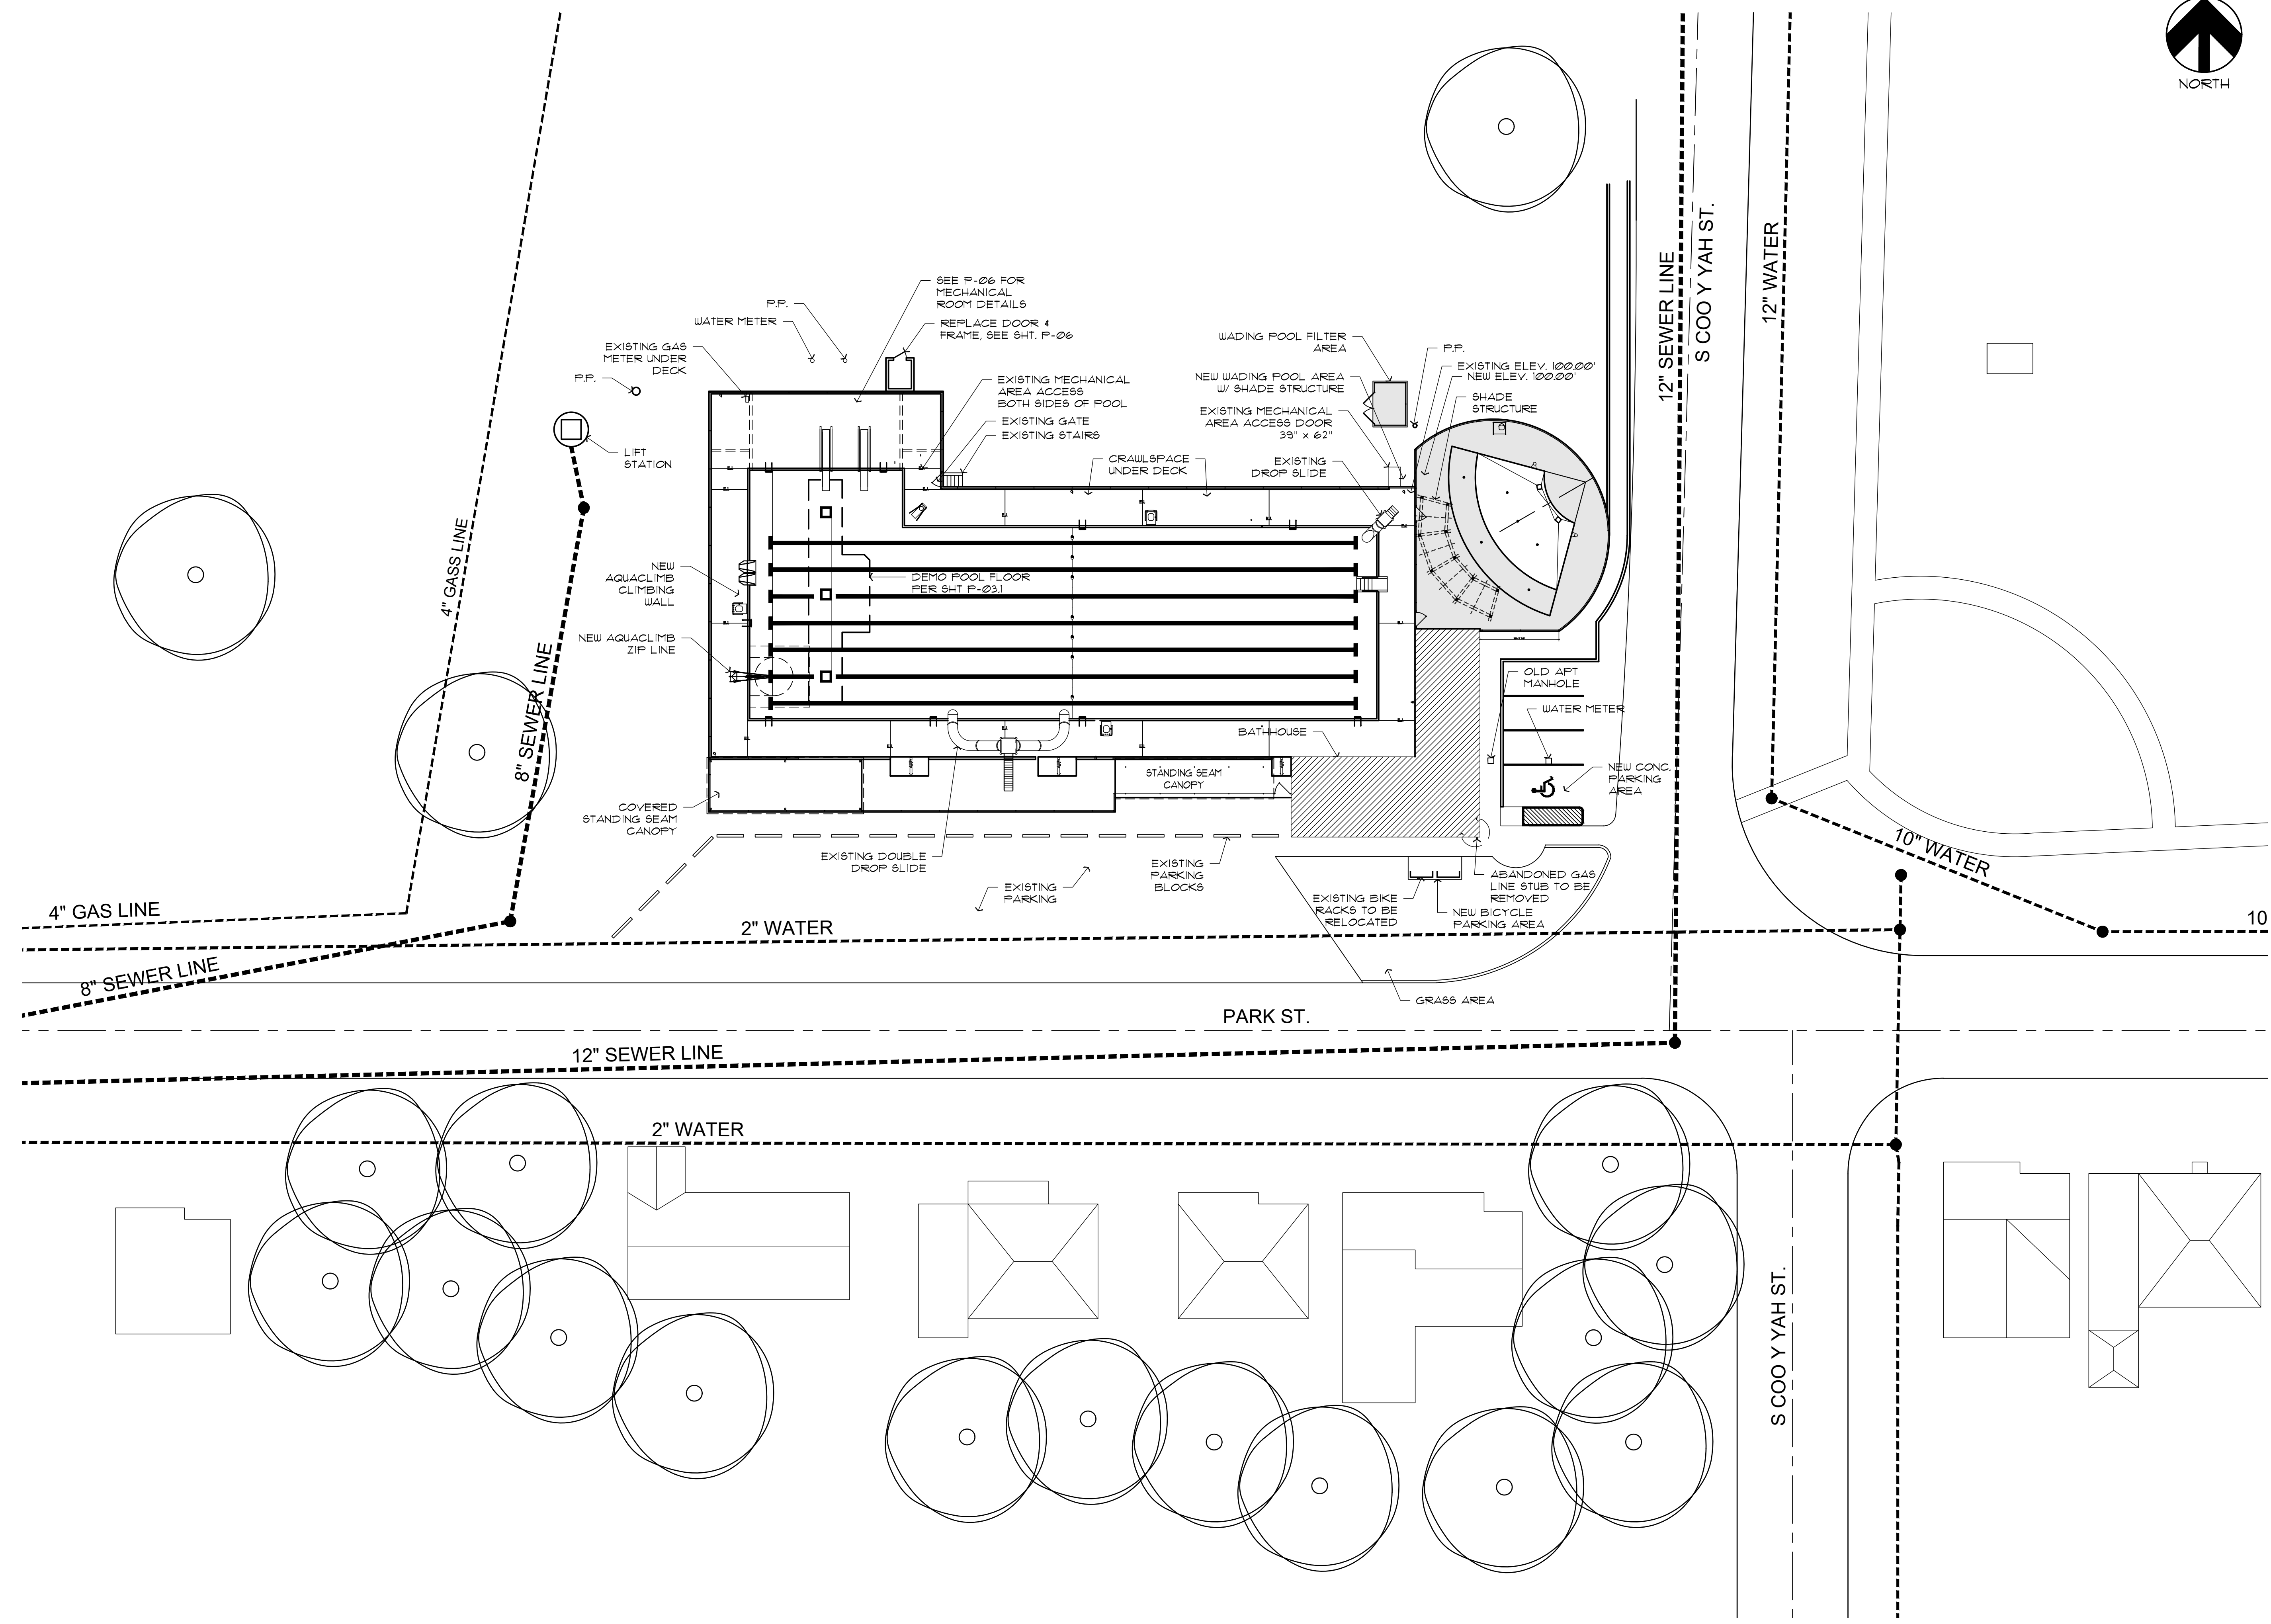 NORTH
S COO Y YAH ST.
12" SEWER LINE
12" WATER
SEE P-06 FOR
MECHANICAL
ROOM DETAILS
P.P.
WATER METER
REPLACE DOOR &
FRAME, SEE SHT. P-06
EXISTING GAS
METER UNDER
DECK
P.P.
WADING POOL FILTER
AREA
P.P.
EXISTING ELEV. 100.00'
NEW ELEV. 100.00'
NEW WADING POOL AREA
W/ SHADE STRUCTURE
SHADE
STRUCTURE
EXISTING MECHANICAL
AREA ACCESS
BOTH SIDES OF POOL
EXISTING MECHANICAL
AREA ACCESS DOOR
39" x 62"
EXISTING GATE
EXISTING STAIRS
LIFT
STATION
CRAWLSPACE
UNDER DECK
EXISTING
DROP SLIDE
4" GASS LINE
NEW
AQUACLIMB
CLIMBING
WALL
DEMO POOL FLOOR
PER SHT P-03.1
NEW AQUACLIMB
ZIP LINE
8" SEWER LINE
OLD APT
MANHOLE
WATER METER
BATHHOUSE
STANDING SEAM
CANOPY
NEW CONC.
PARKING
AREA
COVERED
STANDING SEAM
CANOPY
EXISTING DOUBLE
DROP SLIDE
EXISTING
PARKING
EXISTING
PARKING
BLOCKS
EXISTING BIKE
RACKS TO BE
RELOCATED
ABANDONED GAS
LINE STUB TO BE
REMOVED
NEW BICYCLE
PARKING AREA
10" WATER
4" GAS LINE
2" WATER
10
8" SEWER LINE
GRASS AREA
PARK ST.
12" SEWER LINE
2" WATER
S COO Y YAH ST.